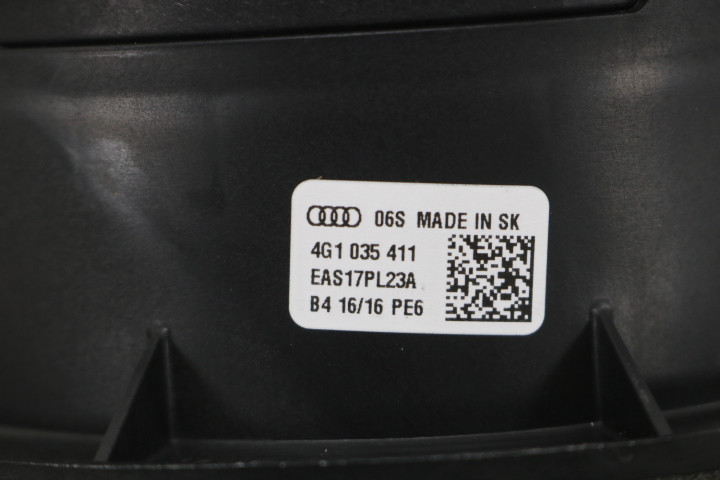 06S MADE IN SK
4G1 035 411
EAS17PL23A
B4 16/16 PE6